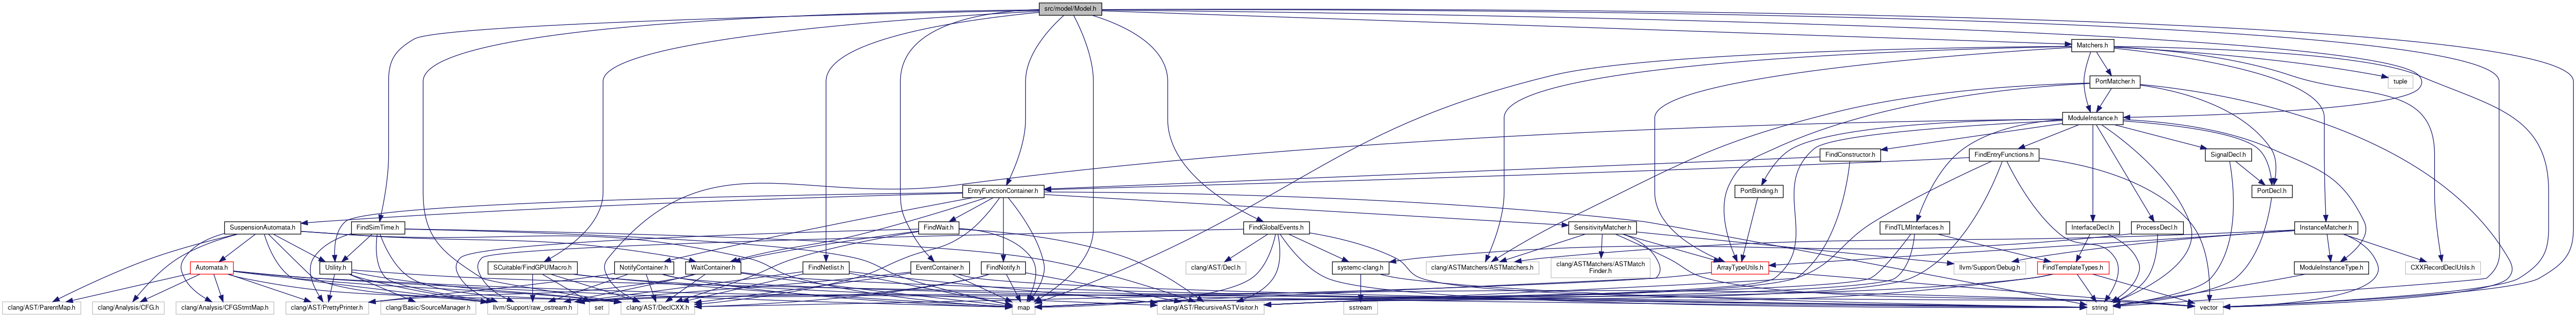 src/model/Model.h
Matchers.h
PortMatcher.h
tuple
ModuleInstance.h
FindConstructor.h
FindEntryFunctions.h
SignalDecl.h
EntryFunctionContainer.h
PortBinding.h
PortDecl.h
SuspensionAutomata.h
FindSimTime.h
FindWait.h
FindGlobalEvents.h
SensitivityMatcher.h
FindTLMInterfaces.h
InterfaceDecl.h
ProcessDecl.h
InstanceMatcher.h
Automata.h
Utility.h
SCuitable/FindGPUMacro.h
NotifyContainer.h
WaitContainer.h
FindNetlist.h
EventContainer.h
FindNotify.h
clang/AST/Decl.h
systemc-clang.h
clang/ASTMatchers/ASTMatchers.h
clang/ASTMatchers/ASTMatch
Finder.h
ArrayTypeUtils.h
llvm/Support/Debug.h
FindTemplateTypes.h
ModuleInstanceType.h
CXXRecordDeclUtils.h
clang/AST/ParentMap.h
clang/Analysis/CFG.h
clang/Analysis/CFGStmtMap.h
clang/AST/PrettyPrinter.h
clang/Basic/SourceManager.h
llvm/Support/raw_ostream.h
set
clang/AST/DeclCXX.h
map
clang/AST/RecursiveASTVisitor.h
sstream
string
vector